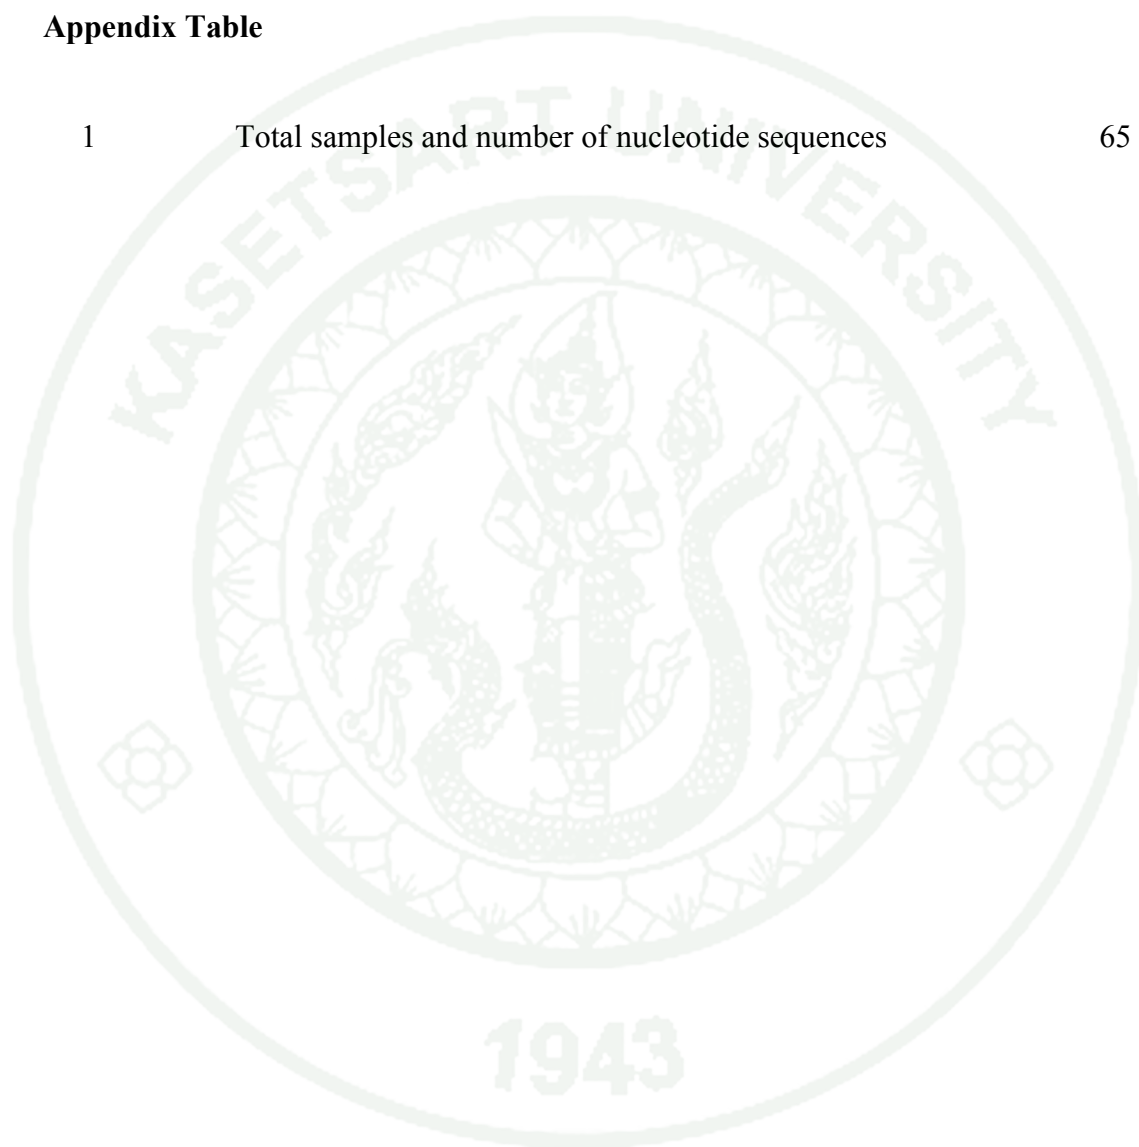 Appendix Table
1 Total samples and number of nucleotide sequences 65
KASETSART UNIVERSITY
1943